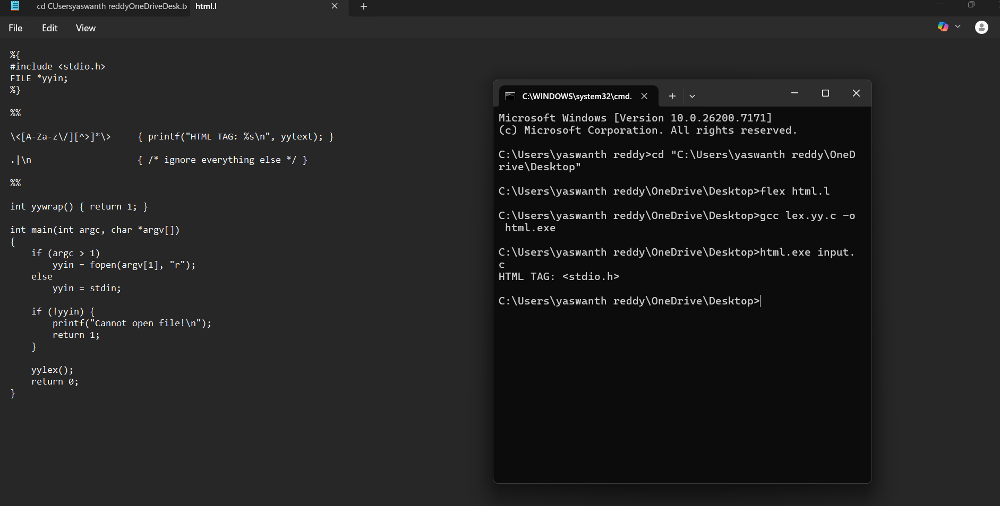 cd CUsersyaswanth reddyOneDriveDesk.tx
html.l
File Edit View
%{
#include <stdio.h>
FILE *yyin;
%}
%%
\<[A-Za-z\/][^>]*\>     { printf("HTML TAG: %s\n", yytext); }
.|\n                    { /* ignore everything else */ }
%%
int yywrap() { return 1; }
int main(int argc, char *argv[])
{
    if (argc > 1)
        yyin = fopen(argv[1], "r");
    else
        yyin = stdin;
    if (!yyin) {
        printf("Cannot open file!\n");
        return 1;
    }
    yylex();
    return 0;
}
C:\WINDOWS\system32\cmd.
Microsoft Windows [Version 10.0.26200.7171]
(c) Microsoft Corporation. All rights reserved.
C:\Users\yaswanth reddy>cd "C:\Users\yaswanth reddy\OneD
rive\Desktop"
C:\Users\yaswanth reddy\OneDrive\Desktop>flex html.l
C:\Users\yaswanth reddy\OneDrive\Desktop>gcc lex.yy.c -o
 html.exe
C:\Users\yaswanth reddy\OneDrive\Desktop>html.exe input.
c
HTML TAG: <stdio.h>
C:\Users\yaswanth reddy\OneDrive\Desktop>